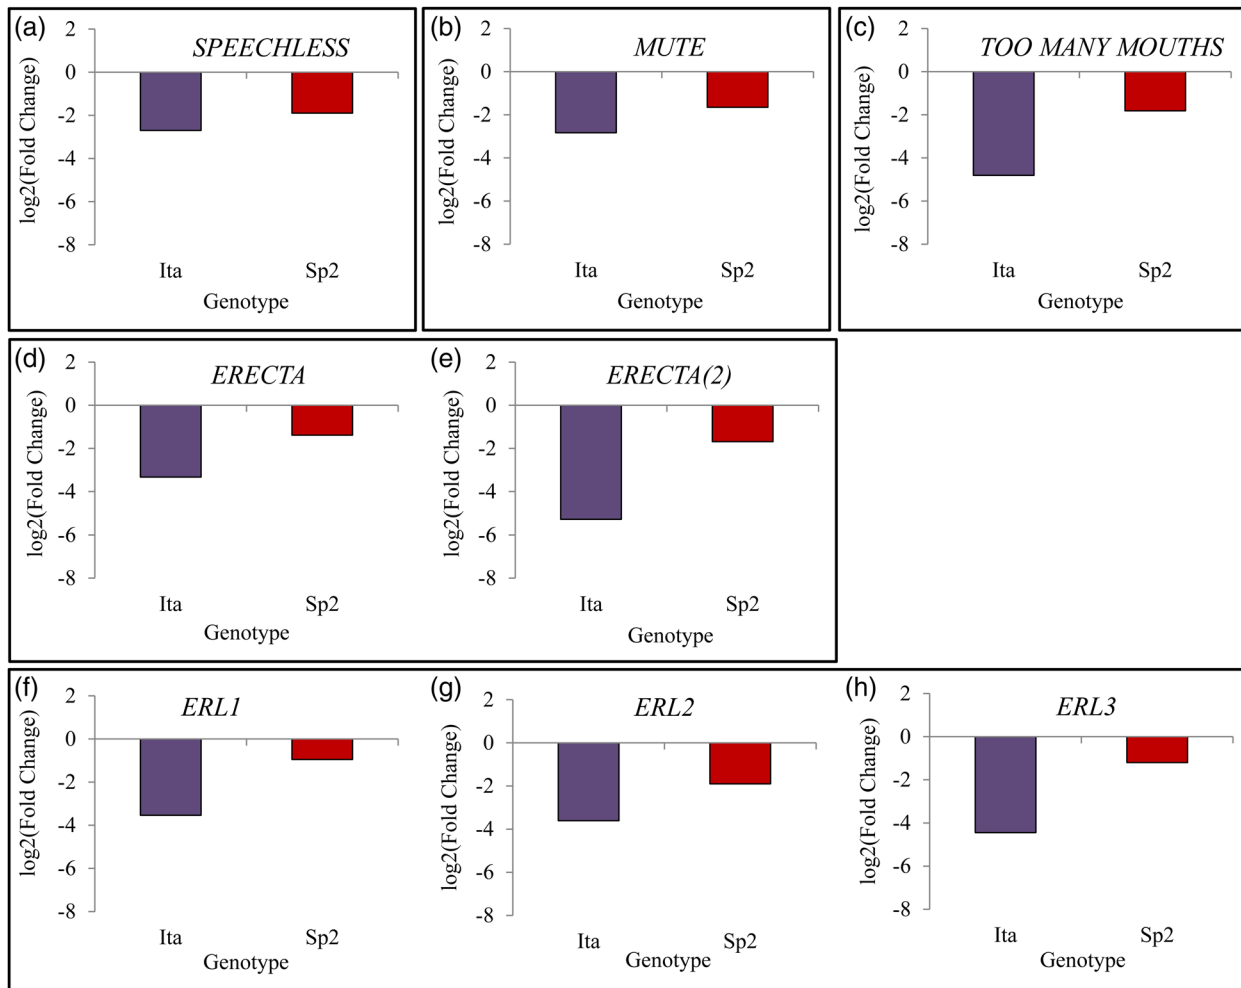 (a)
SPEECHLESS
log2(Fold Change)
2
0
-2
-4
-6
-8
Ita
Sp2
Genotype
(b)
MUTE
log2(Fold Change)
2
0
-2
-4
-6
-8
Ita
Sp2
Genotype
(c)
TOO MANY MOUTHS
log2(Fold Change)
2
0
-2
-4
-6
-8
Ita
Sp2
Genotype
(d)
ERECTA
log2(Fold Change)
2
0
-2
-4
-6
-8
Ita
Sp2
Genotype
(e)
ERECTA(2)
log2(Fold Change)
2
0
-2
-4
-6
-8
Ita
Sp2
Genotype
(f)
ERL1
log2(Fold Change)
2
0
-2
-4
-6
-8
Ita
Sp2
Genotype
(g)
ERL2
log2(Fold Change)
2
0
-2
-4
-6
-8
Ita
Sp2
Genotype
(h)
ERL3
log2(Fold Change)
2
0
-2
-4
-6
-8
Ita
Sp2
Genotype